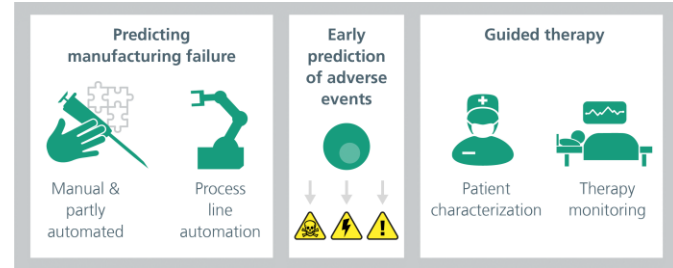 Predicting
manufacturing failure
Manual &
partly
automated
Process
line
automation
Early
prediction
of adverse
events
Guided therapy
Patient
characterization
Therapy
monitoring